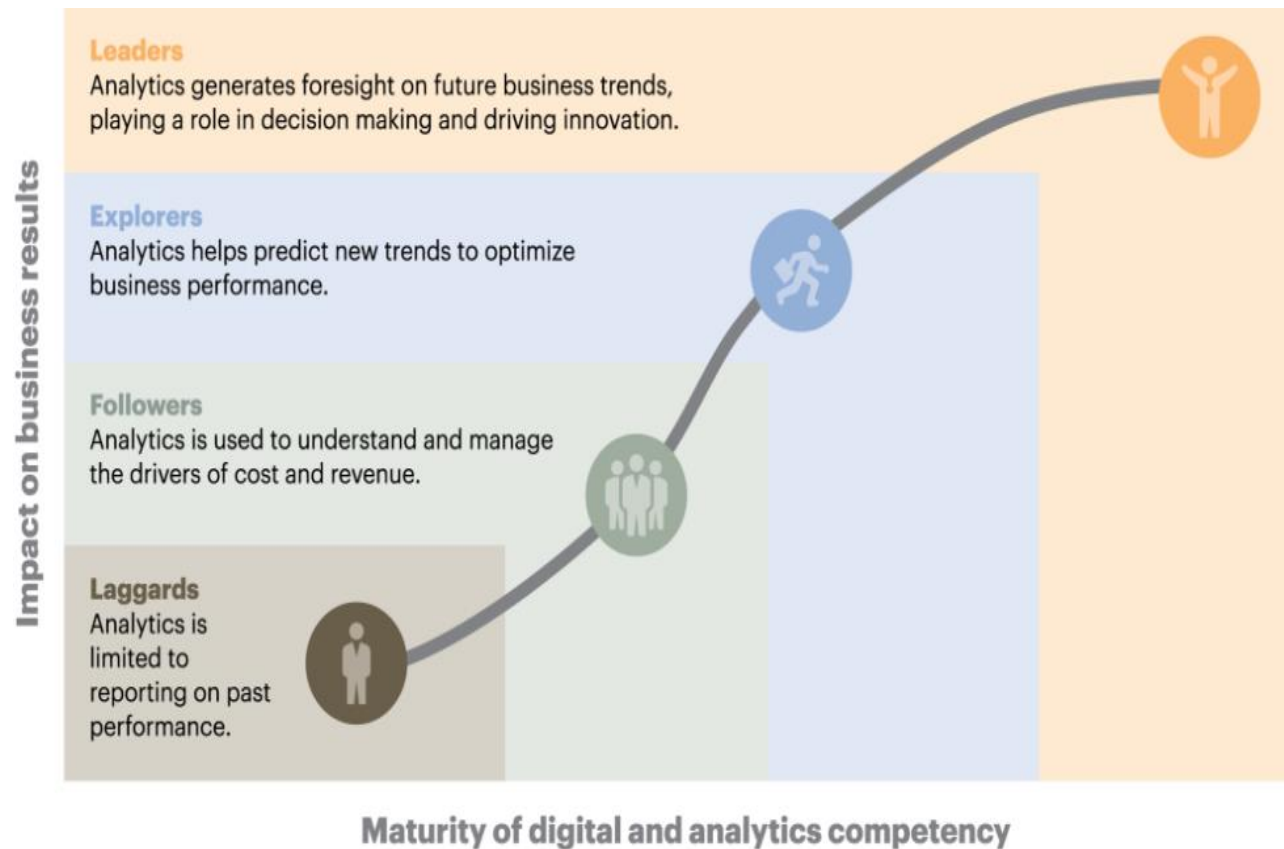 Leaders
Analytics generates foresight on future business trends,
playing a role in decision making and driving innovation.
Explorers
Analytics helps predict new trends to optimize
business performance.
Followers
Analytics is used to understand and manage
the drivers of cost and revenue.
Laggards
Analytics is
limited to
reporting on past
performance.
Impact on business results
Maturity of digital and analytics competency